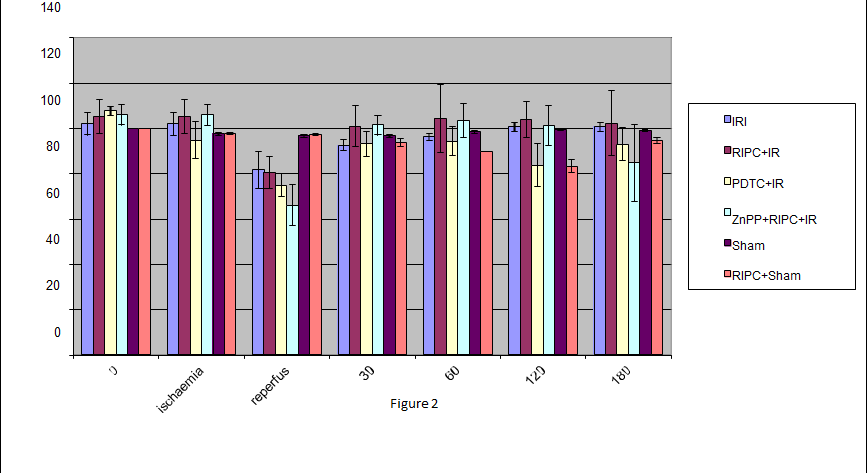 140
120
100
80
60
40
20
0
0
ischaemia
reperfus
30
60
120
180
Figure 2
IRI
RIPC+IR
PDTC+IR
ZnPP+RIPC+IR
Sham
RIPC+Sham